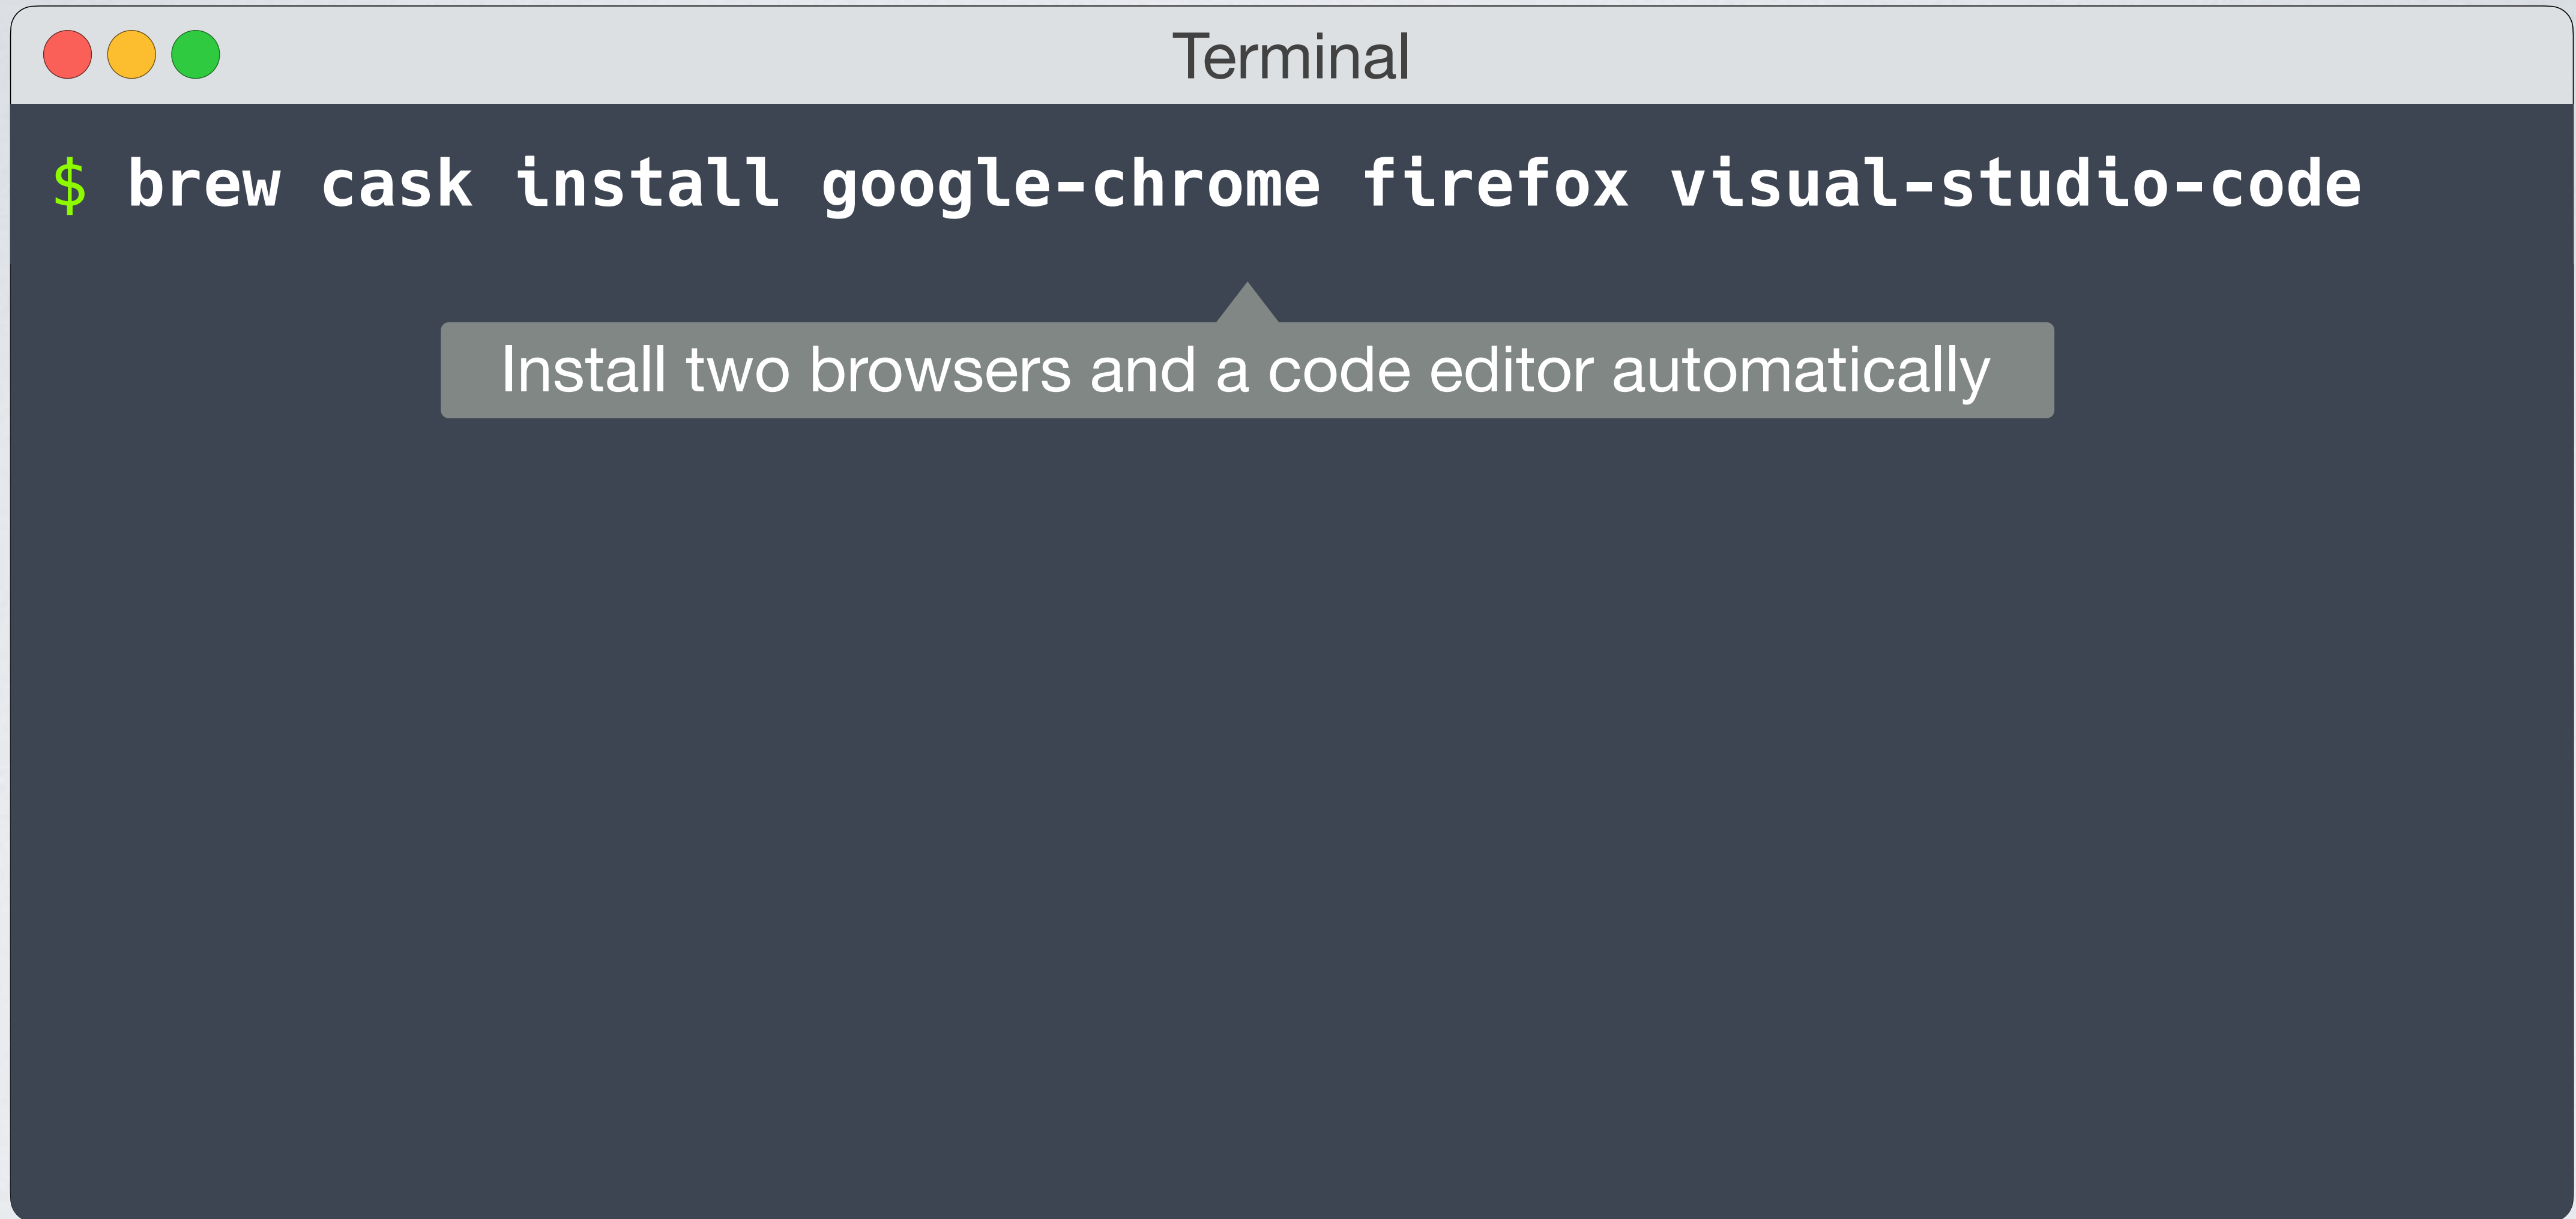 Terminal
$ brew cask install google-chrome firefox visual-studio-code
Install two browsers and a code editor automatically